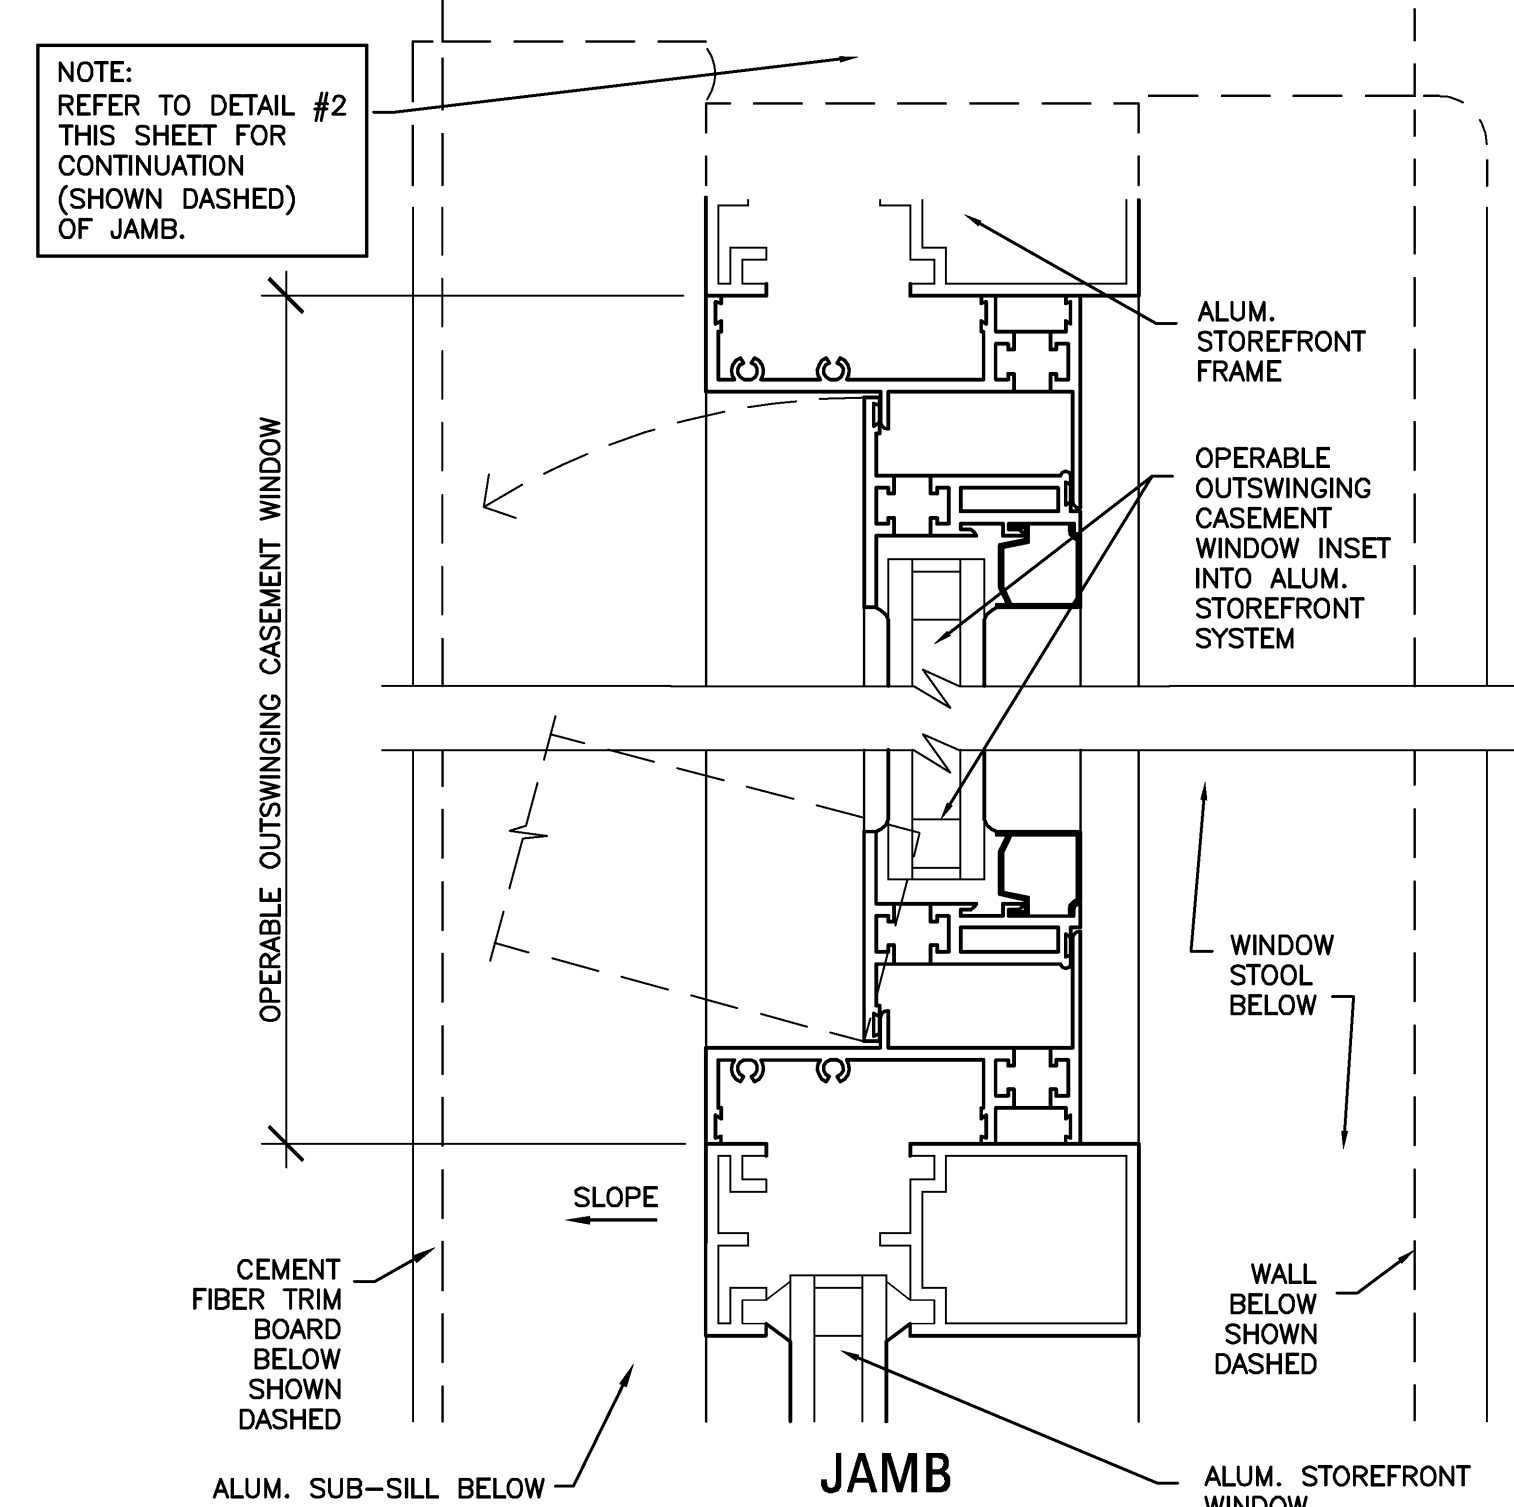 NOTE:
REFER TO DETAIL #2
THIS SHEET FOR
CONTINUATION
(SHOWN DASHED)
OF JAMB.
ALUM.
STOREFRONT
FRAME
OPERABLE
OUTSWINGING
CASEMENT
WINDOW INSET
INTO ALUM.
STOREFRONT
SYSTEM
OPERABLE OUTSWINGING CASEMENT WINDOW
WINDOW
STOOL
BELOW
SLOPE
CEMENT
FIBER TRIM
BOARD
BELOW
SHOWN
DASHED
WALL
BELOW
SHOWN
DASHED
ALUM. SUB-SILL BELOW
JAMB
ALUM. STOREFRONT
WINDOW